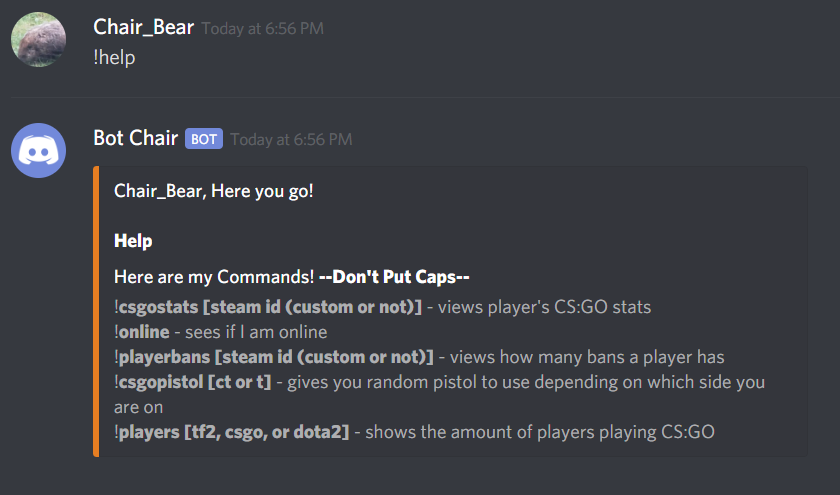 Chair_Bear Today at 6:56 PM
!help
Bot Chair BOT Today at 6:56 PM
Chair_Bear, Here you go!
Help
Here are my Commands! --Don't Put Caps--
!csgostats [steam id (custom or not)] - views player's CS:GO stats
!online - sees if I am online
!playerbans [steam id (custom or not)] - views how many bans a player has
!csgopistol [ct or t] - gives you random pistol to use depending on which side you
are on
!players [tf2, csgo, or dota2] - shows the amount of players playing CS:GO